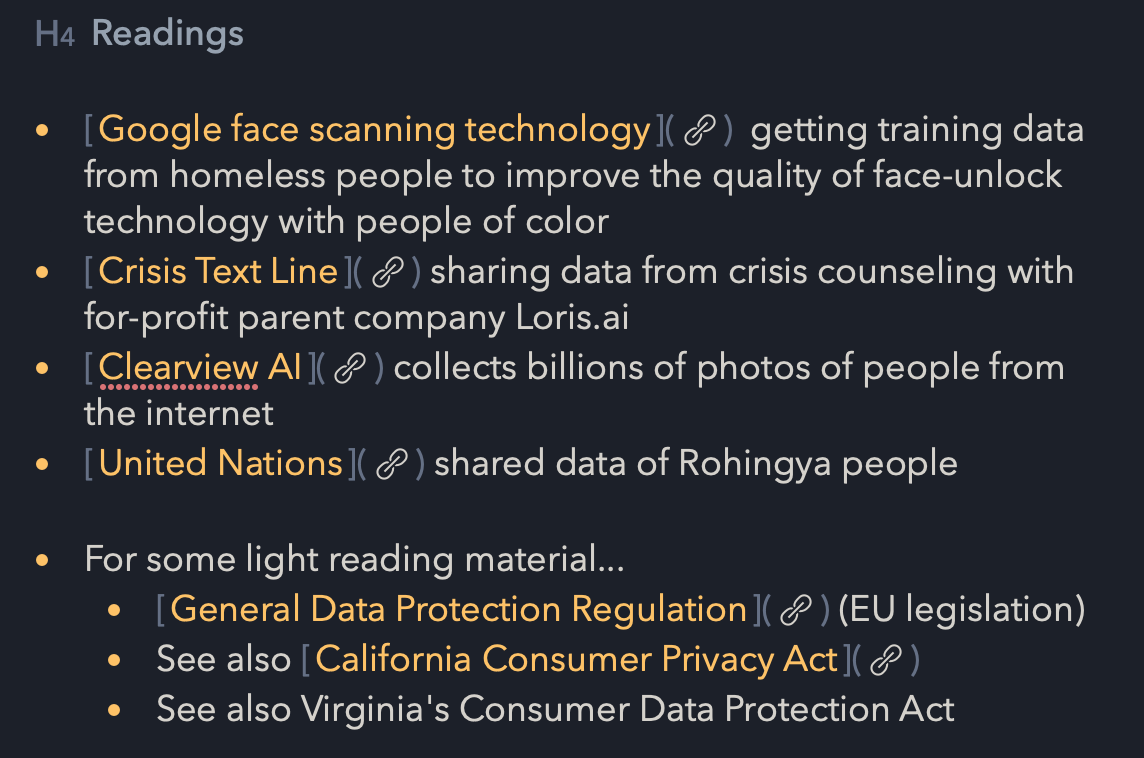 H4 Readings
• [Google face scanning technology]( ) getting training data
from homeless people to improve the quality of face-unlock
technology with people of color
• [Crisis Text Line]( ) sharing data from crisis counseling with
for-profit parent company Loris.ai
• [Clearview AI]( ) collects billions of photos of people from
the internet
• [United Nations]( ) shared data of Rohingya people
• For some light reading material...
• [General Data Protection Regulation]( ) (EU legislation)
• See also [California Consumer Privacy Act]( )
• See also Virginia's Consumer Data Protection Act